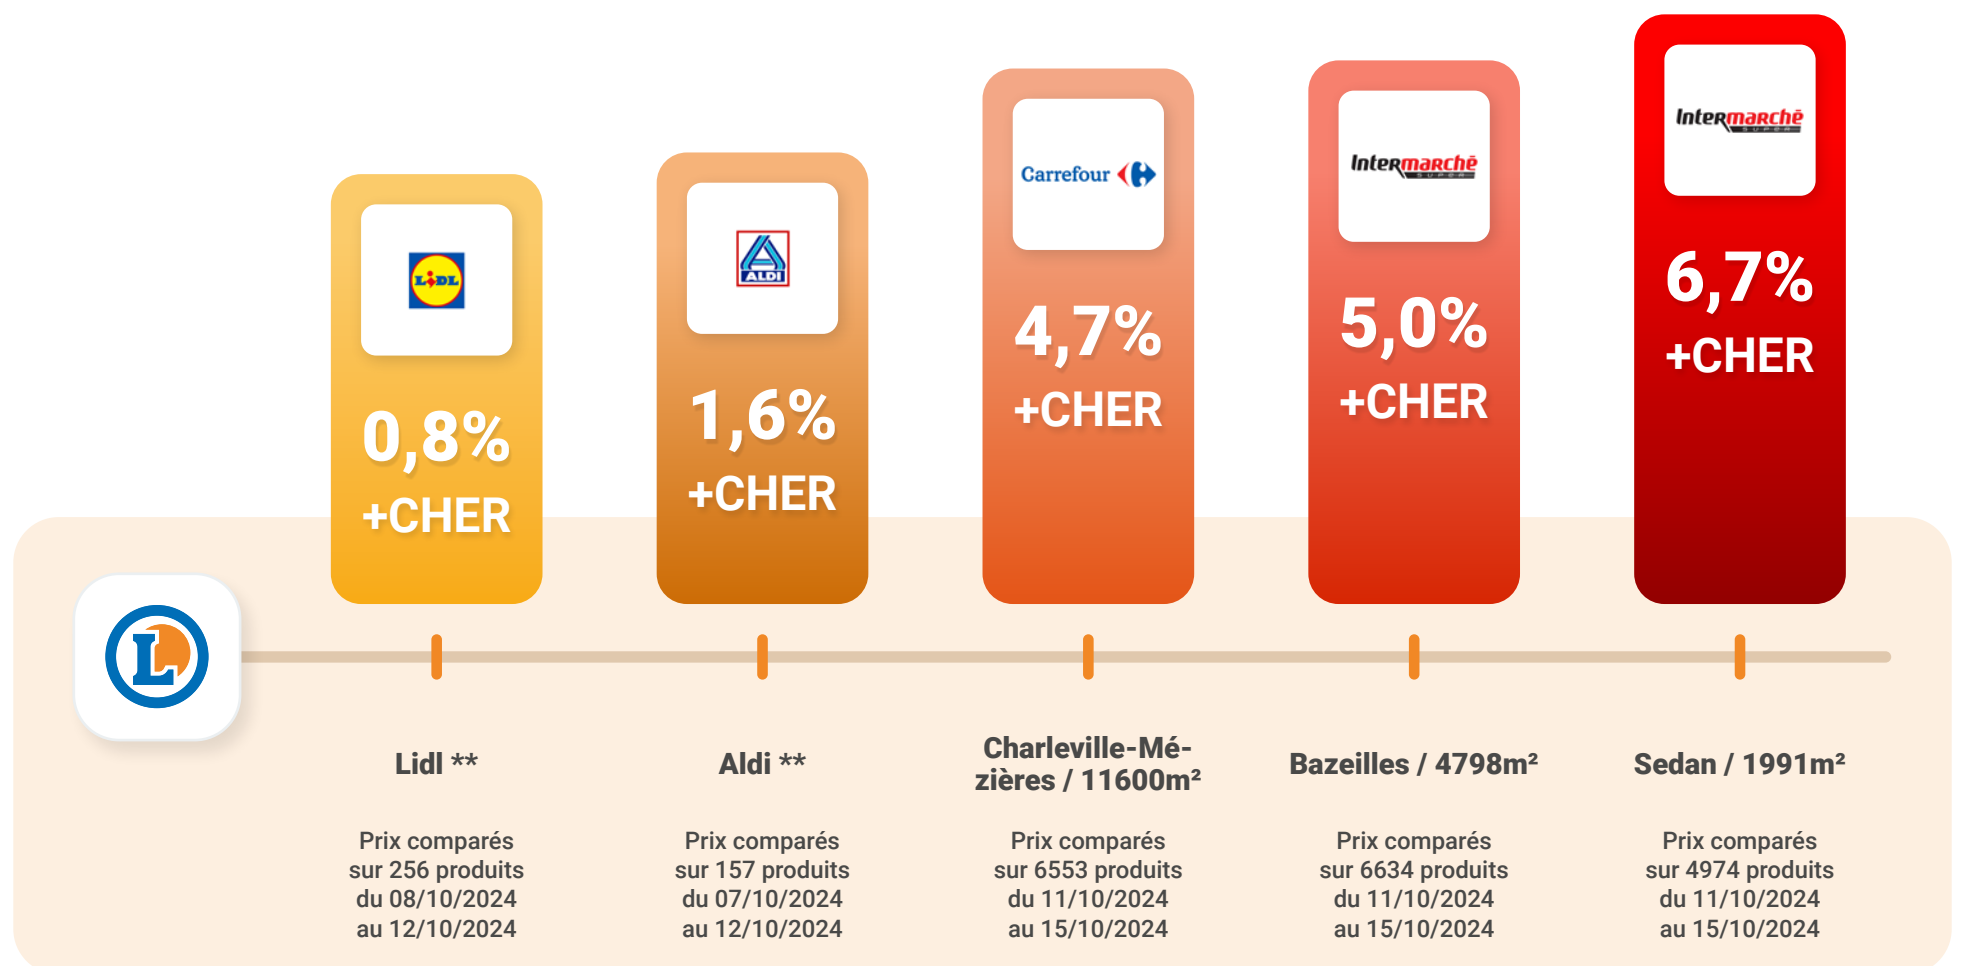 LIDL
0,8%
+CHER
ALDI
1,6%
+CHER
Carrefour
4,7%
+CHER
Intermarchē
SUPER
5,0%
+CHER
Intermarchē
SUPER
6,7%
+CHER
L
Lidl **
Prix comparés
sur 256 produits
du 08/10/2024
au 12/10/2024
Aldi **
Prix comparés
sur 157 produits
du 07/10/2024
au 12/10/2024
Charleville-Mé-
zières / 11600m²
Prix comparés
sur 6553 produits
du 11/10/2024
au 15/10/2024
Bazeilles / 4798m²
Prix comparés
sur 6634 produits
du 11/10/2024
au 15/10/2024
Sedan / 1991m²
Prix comparés
sur 4974 produits
du 11/10/2024
au 15/10/2024